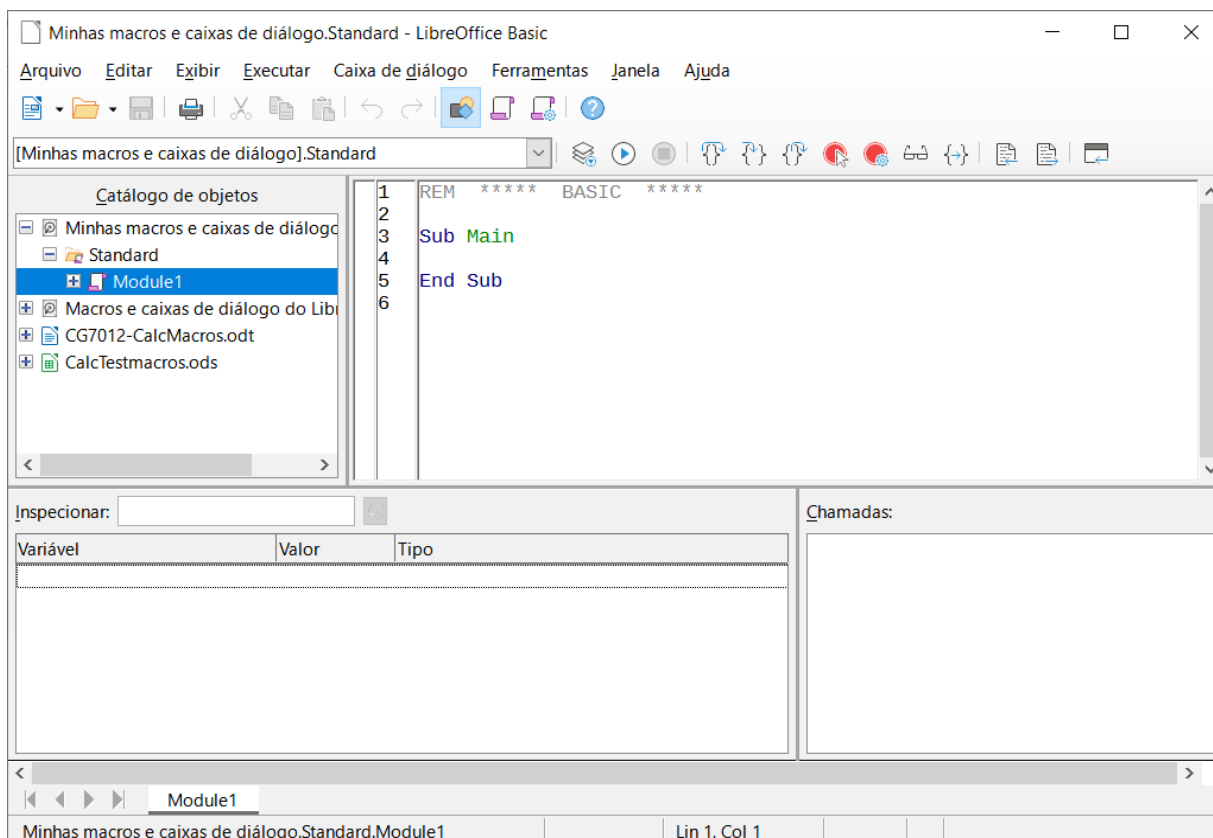 Minhas macros e caixas de diálogo.Standard - LibreOffice Basic
Arquivo Editar Exibir Executar Caixa de diálogo Ferramentas Janela Ajuda
[Minhas macros e caixas de diálogo].Standard
Catálogo de objetos
Minhas macros e caixas de diálogo
Standard
Module1
Macros e caixas de diálogo do Lib
CG7012-CalcMacros.odt
CalcTestmacros.ods
1 REM ***** BASIC *****
2
3 Sub Main
4
5 End Sub
6
Inspecionar:
Variável Valor Tipo
Chamadas:
Module1
Minhas macros e caixas de diálogo.Standard.Module1 Lin 1, Col 1